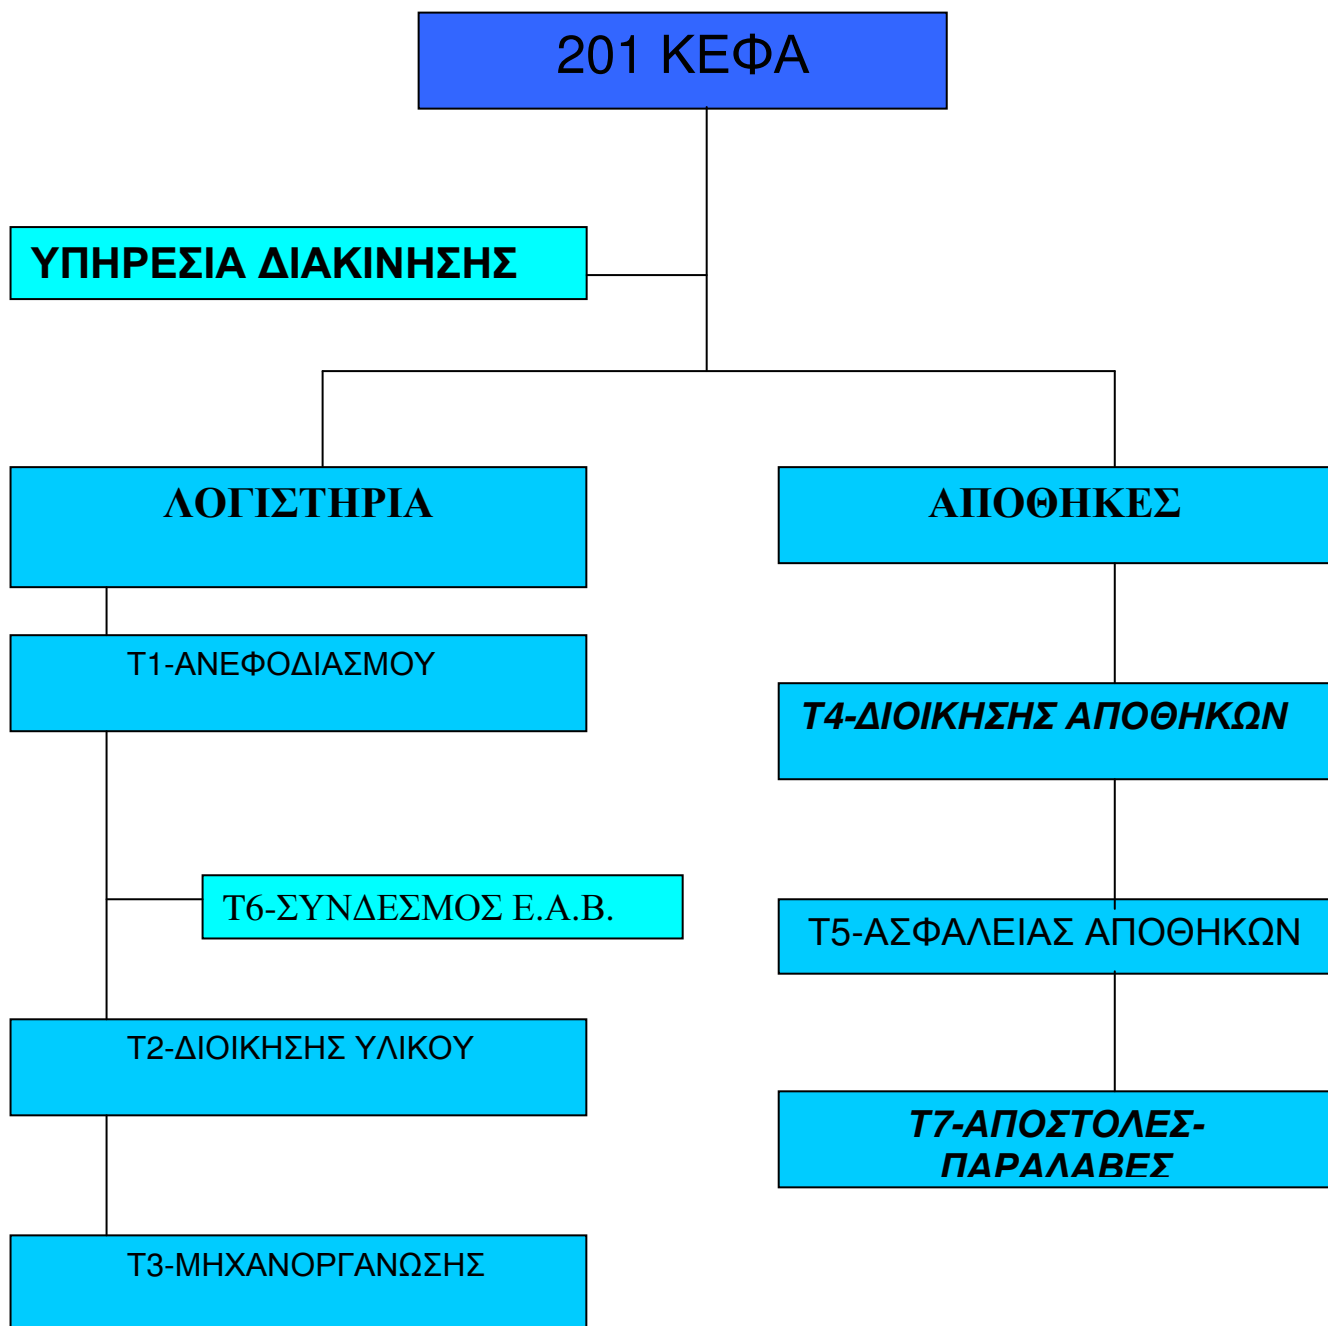 201 ΚΕΦΑ
ΥΠΗΡΕΣΙΑ ΔΙΑΚΙΝΗΣΗΣ
ΛΟΓΙΣΤΗΡΙΑ
ΑΠΟΘΗΚΕΣ
Τ1-ΑΝΕΦΟΔΙΑΣΜΟΥ
Τ4-ΔΙΟΙΚΗΣΗΣ ΑΠΟΘΗΚΩΝ
Τ6-ΣΥΝΔΕΣΜΟΣ Ε.Α.Β.
Τ5-ΑΣΦΑΛΕΙΑΣ ΑΠΟΘΗΚΩΝ
Τ2-ΔΙΟΙΚΗΣΗΣ ΥΛΙΚΟΥ
Τ7-ΑΠΟΣΤΟΛΕΣ-
ΠΑΡΑΛΑΒΕΣ
Τ3-ΜΗΧΑΝΟΡΓΑΝΩΣΗΣ